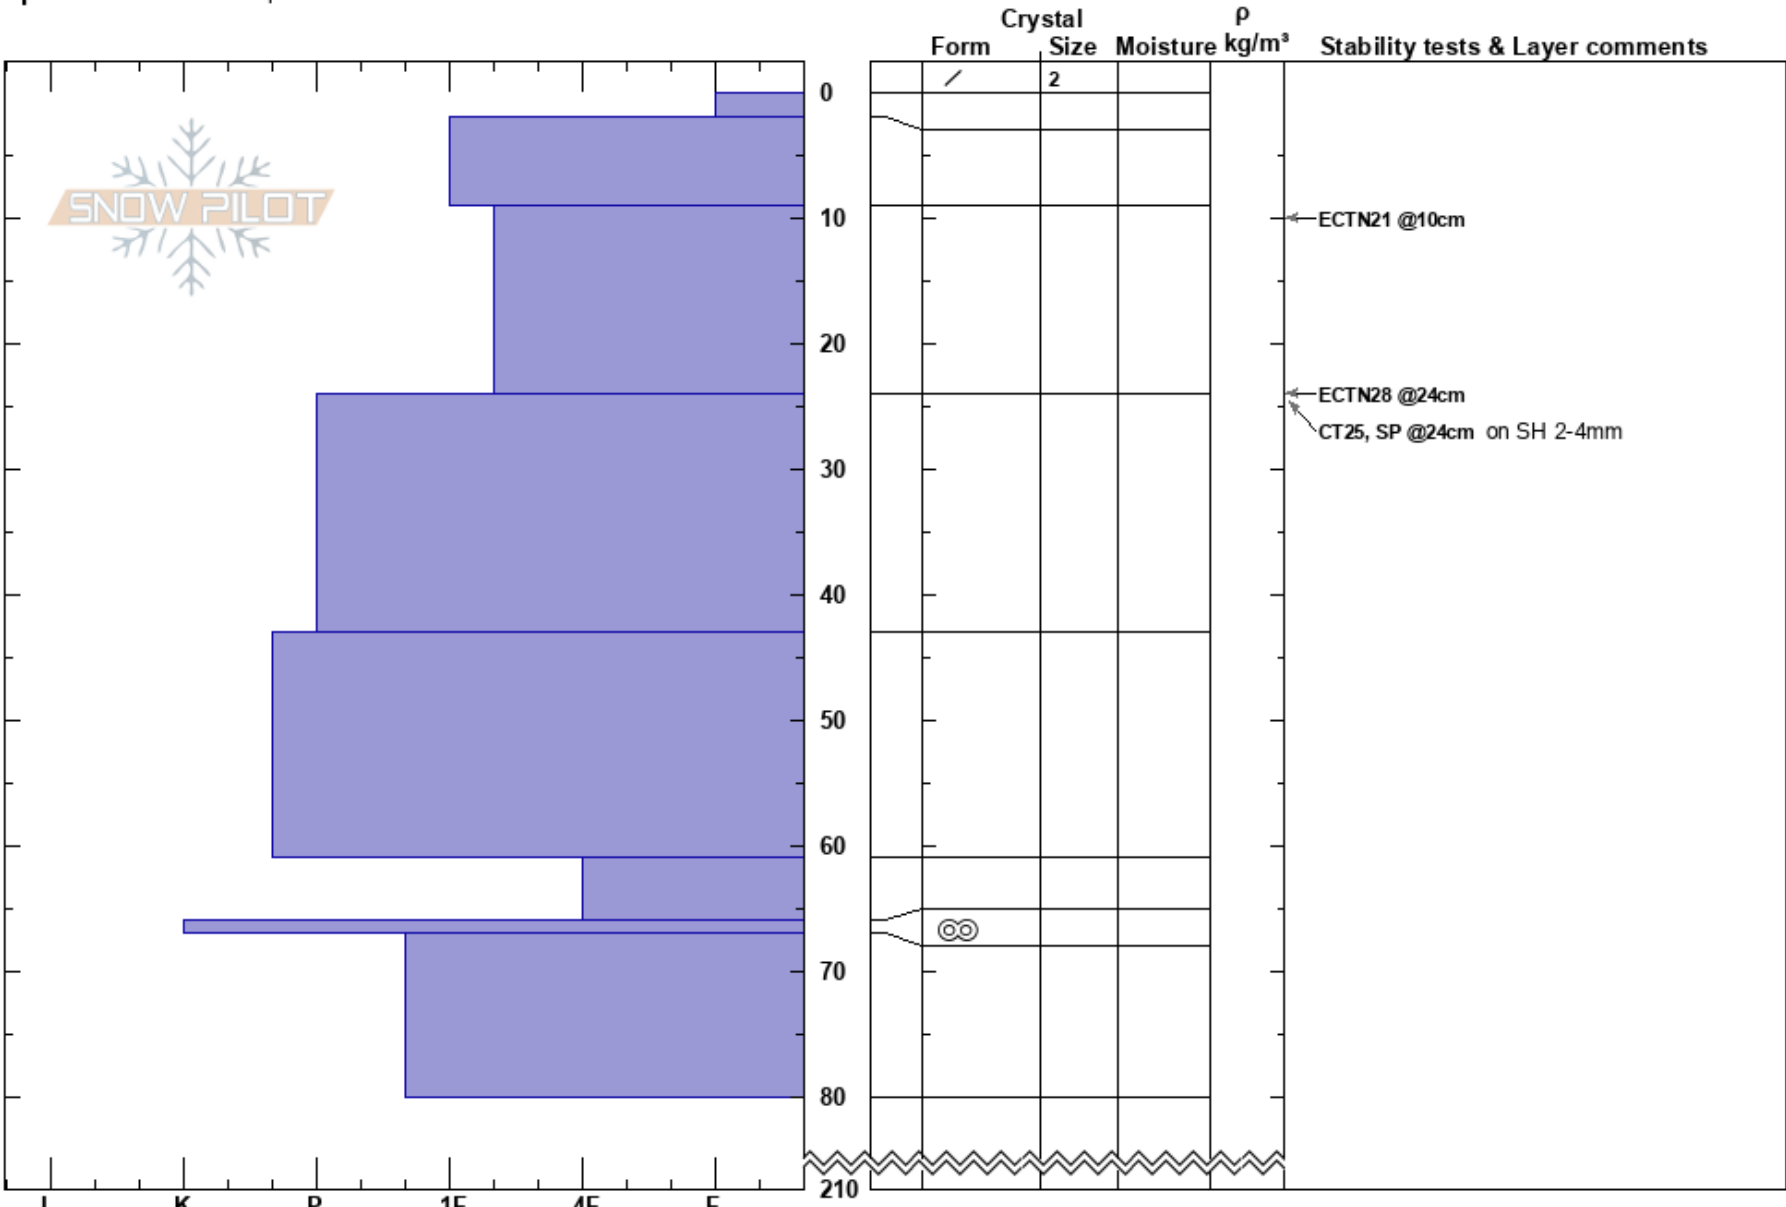 Crystal ρ
Form Size Moisture kg/m³ Stability tests & Layer comments
2
0
SNOW PILOT
10 ECTN21 @10cm
20
ECTN28 @24cm
CT25, SP @24cm on SH 2-4mm
30
40
50
60
70
80
210
I K P 1F 4F F